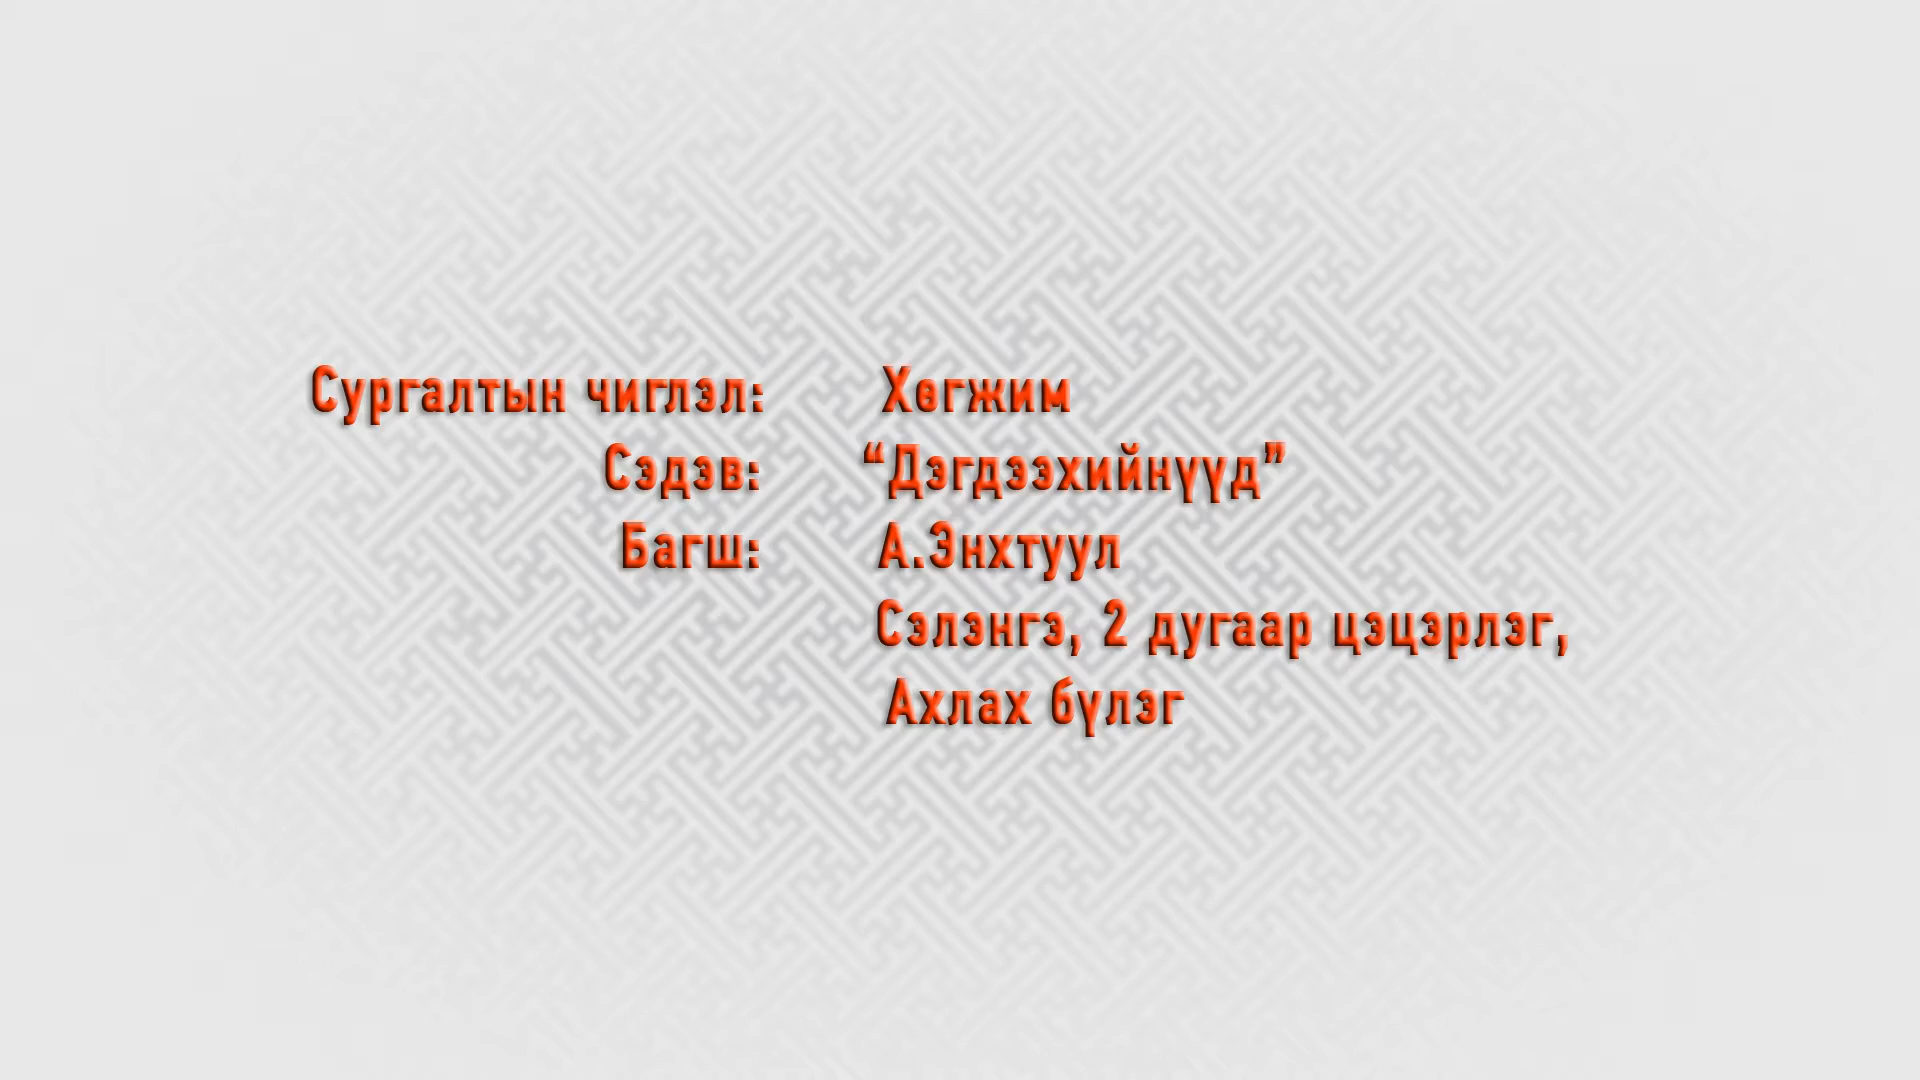 Сургалтын чиглэл: Хөгжим
Сэдэв: “Дэгдээхийнүүд”
Багш: А.Энхтуул
Сэлэнгэ, 2 дугаар цэцэрлэг,
Ахлах бүлэг